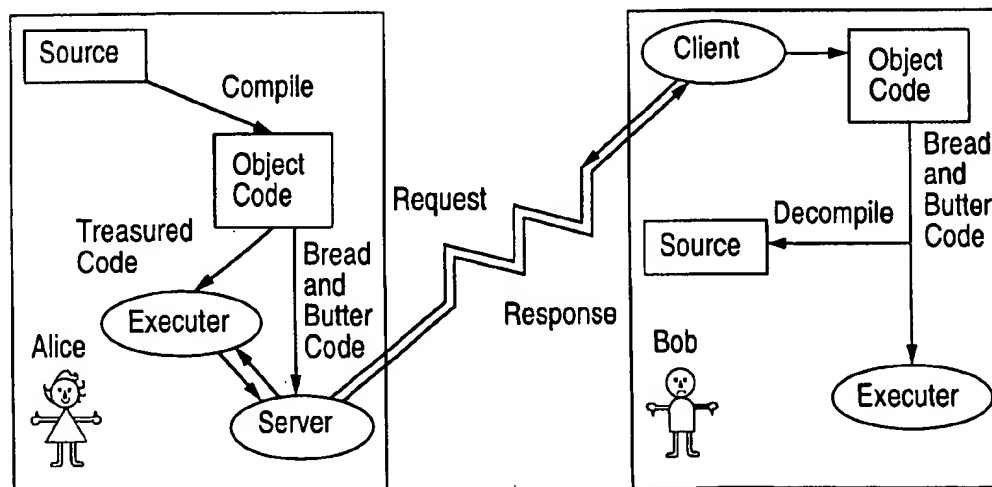 Source
Compile
Object
Code
Treasured
Code
Bread
and
Butter
Code
Executer
Alice
Server
Request
Response
Client
Object
Code
Bread
and
Butter
Code
Decompile
Source
Bob
Executer